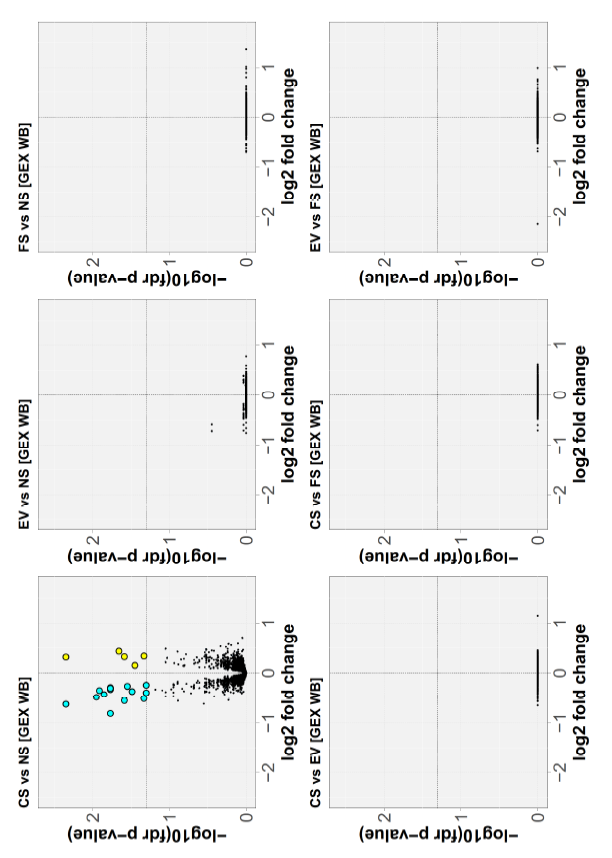 CS vs NS [GEX WB]
−log10(fdr p−value)
2
1
0
−2 −1 0 1
log2 fold change
EV vs NS [GEX WB]
−log10(fdr p−value)
2
1
0
−2 −1 0 1
log2 fold change
FS vs NS [GEX WB]
−log10(fdr p−value)
2
1
0
−2 −1 0 1
log2 fold change
CS vs EV [GEX WB]
−log10(fdr p−value)
2
1
0
−2 −1 0 1
log2 fold change
CS vs FS [GEX WB]
−log10(fdr p−value)
2
1
0
−2 −1 0 1
log2 fold change
EV vs FS [GEX WB]
−log10(fdr p−value)
2
1
0
−2 −1 0 1
log2 fold change